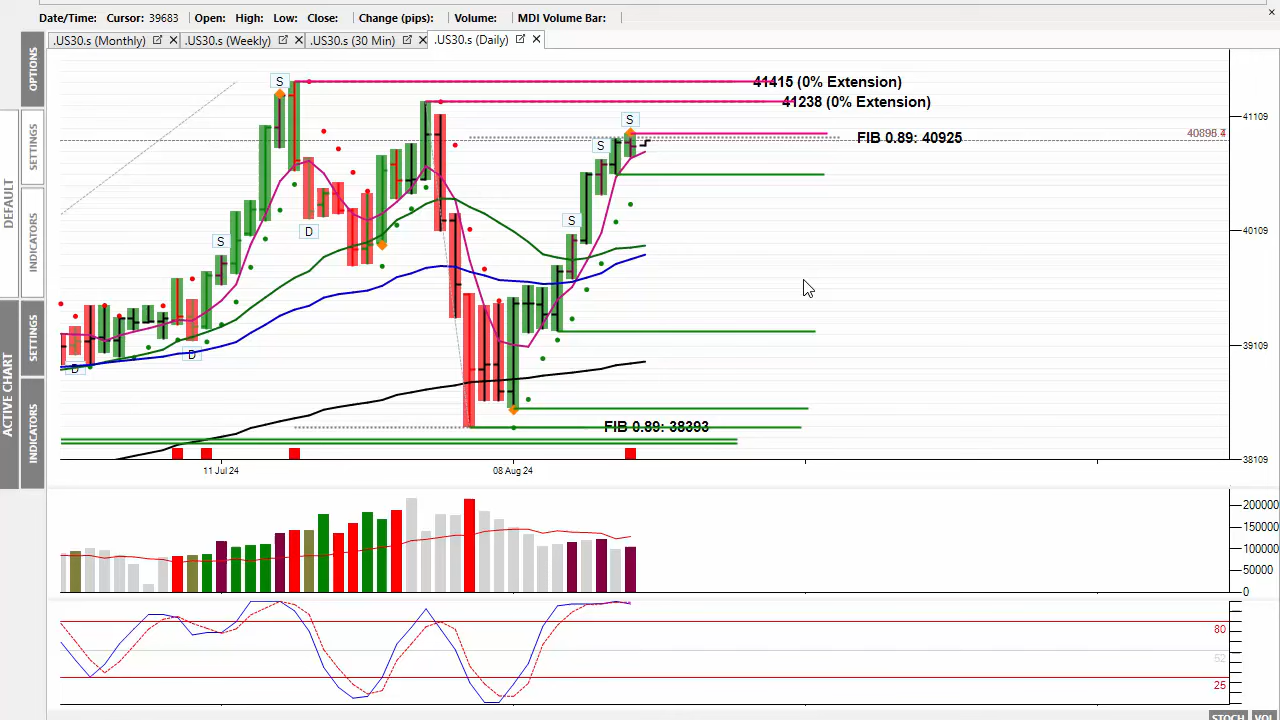 Date/Time: Cursor: 39683 Open: High: Low: Close: Change (pips): Volume: MDI Volume Bar:
.US30.s (Monthly) .US30.s (Weekly) .US30.s (30 Min) .US30.s (Daily)
OPTIONS
SETTINGS
INDICATORS
DEFAULT
SETTINGS
INDICATORS
ACTIVE CHART
S
41415 (0% Extension)
41238 (0% Extension)
S
41109
FIB 0.89: 40925
S
S
S
D
40109
39109
D
D
FIB 0.89: 38393
38109
11 Jul 24
08 Aug 24
200000
150000
100000
50000
0
80
52
25
STOCH VOL